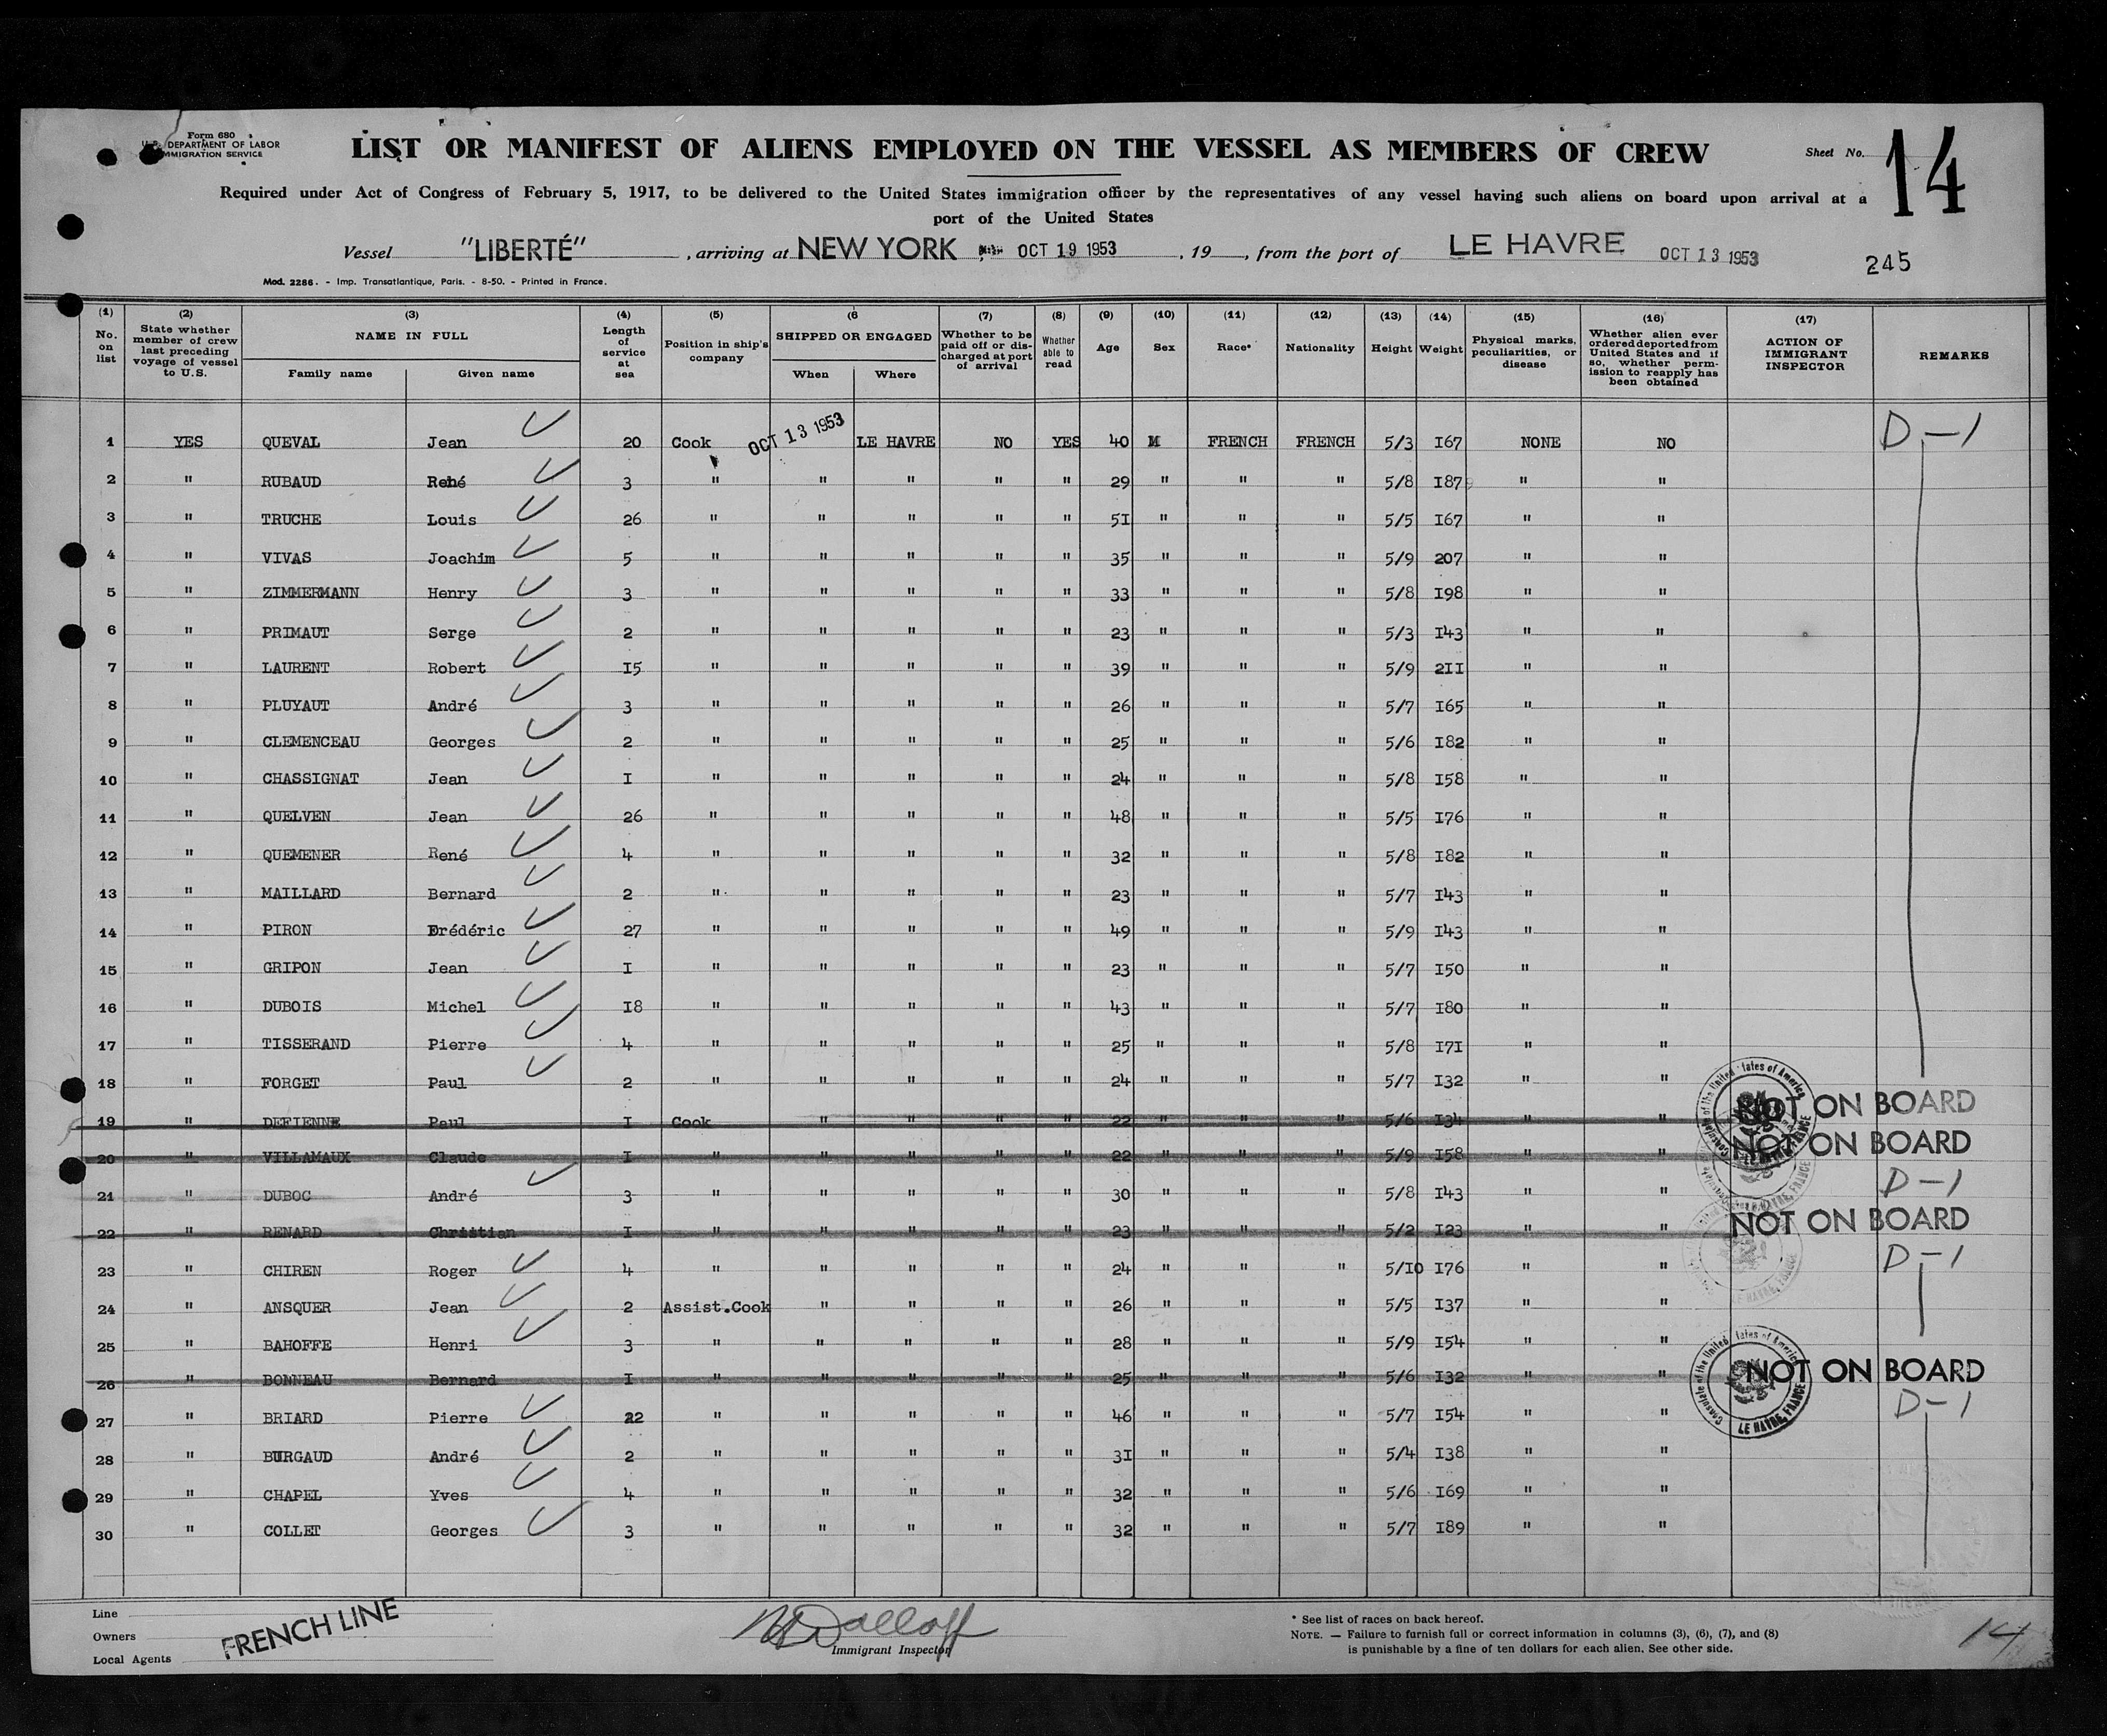 Form 680
U.S. DEPARTMENT OF LABOR
IMMIGRATION SERVICE
LIST OR MANIFEST OF ALIENS EMPLOYED ON THE VESSEL AS MEMBERS OF CREW
Sheet No. 14
Required under Act of Congress of February 5, 1917, to be delivered to the United States immigration officer by the representatives of any vessel having such aliens on board upon arrival at a
port of the United States
Vessel "LIBERTÉ" , arriving at NEW YORK OCT 19 1953 , 19 , from the port of LE HAVRE OCT 13 1953
245
Mod. 2286. - Imp. Transatlantique, Paris. - 8-50. - Printed in France.
(1) No. on list (2) State whether member of crew last preceding voyage of vessel to U.S. (3) NAME IN FULL Family name Given name (4) Length of service at sea (5) Position in ship's company (6 SHIPPED OR ENGAGED When Where (7) Whether to be paid off or discharged at port of arrival (8) Whether able to read (9) Age (10) Sex (11) Race* (12) Nationality (13) Height (14) Weight (15) Physical marks, peculiarities, or disease (16) Whether alien ever ordered deported from United States and if so, whether permission to reapply has been obtained (17) ACTION OF IMMIGRANT INSPECTOR REMARKS
1 YES QUEVAL Jean 20 Cook OCT 13 1953 LE HAVRE NO YES 40 M FRENCH FRENCH 5/3 167 NONE NO D-1
2 " RUBAUD René 3 " " " " " 29 " " " 5/8 187 " "
3 " TRUCHE Louis 26 " " " " " 51 " " " 5/5 167 " "
4 " VIVAS Joachim 5 " " " " " 35 " " " 5/9 207 " "
5 " ZIMMERMANN Henry 3 " " " " " 33 " " " 5/8 198 " "
6 " PRIMAUT Serge 2 " " " " " 23 " " " 5/3 143 " "
7 " LAURENT Robert 15 " " " " " 39 " " " 5/9 211 " "
8 " PLUYAUT André 3 " " " " " 26 " " " 5/7 165 " "
9 " CLEMENCEAU Georges 2 " " " " " 25 " " " 5/6 182 " "
10 " CHASSIGNAT Jean 1 " " " " " 24 " " " 5/8 158 " "
11 " QUELVEN Jean 26 " " " " " 48 " " " 5/5 176 " "
12 " QUEMENER René 4 " " " " " 32 " " " 5/8 182 " "
13 " MAILLARD Bernard 2 " " " " " 23 " " " 5/7 143 " "
14 " PIRON Frédéric 27 " " " " " 49 " " " 5/9 143 " "
15 " GRIPON Jean 1 " " " " " 23 " " " 5/7 150 " "
16 " DUBOIS Michel 18 " " " " " 43 " " " 5/7 180 " "
17 " TISSERAND Pierre 4 " " " " " 25 " " " 5/8 171 " "
18 " FORGET Paul 2 " " " " " 24 " " " 5/7 132 " "
19 " DEFIENNE Paul 1 Cook " " " " 22 " " " 5/6 134 " " NOT ON BOARD
20 " VILLAMAUX Claude 1 " " " " " 22 " " " 5/9 158 " " NOT ON BOARD
21 " DUBOC André 3 " " " " " 30 " " " 5/8 143 " " D-1
22 " RENARD Christian 1 " " " " " 23 " " " 5/2 123 " " NOT ON BOARD
23 " CHIREN Roger 4 " " " " " 24 " " " 5/10 176 " " D-1
24 " ANSQUER Jean 2 Assist.Cook " " " " 26 " " " 5/5 137 " "
25 " BAHOFFE Henri 3 " " " " " 28 " " " 5/9 154 " "
26 " BONNEAU Bernard 1 " " " " " 25 " " " 5/6 132 " " NOT ON BOARD
Consulate of the United States of America LE HAVRE, FRANCE
27 " BRIARD Pierre 22 " " " " " 46 " " " 5/7 154 " " D-1
28 " BURGAUD André 2 " " " " " 31 " " " 5/4 138 " "
29 " CHAPEL Yves 4 " " " " " 32 " " " 5/6 169 " "
30 " COLLET Georges 3 " " " " " 32 " " " 5/7 189 " "
Line
Owners
Local Agents
FRENCH LINE
Immigrant Inspector
* See list of races on back hereof.
NOTE. — Failure to furnish full or correct information in columns (3), (6), (7), and (8)
is punishable by a fine of ten dollars for each alien. See other side.
14